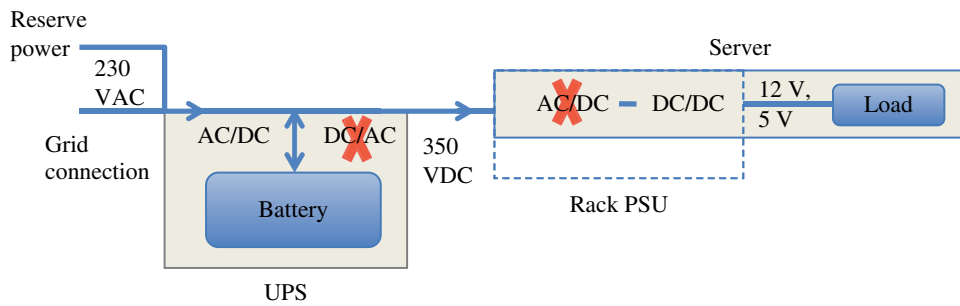 Reserve
power
230
VAC
Grid
connection
AC/DC
DC/AC
Battery
UPS
350
VDC
Server
AC/DC
DC/DC
12 V,
5 V
Load
Rack PSU